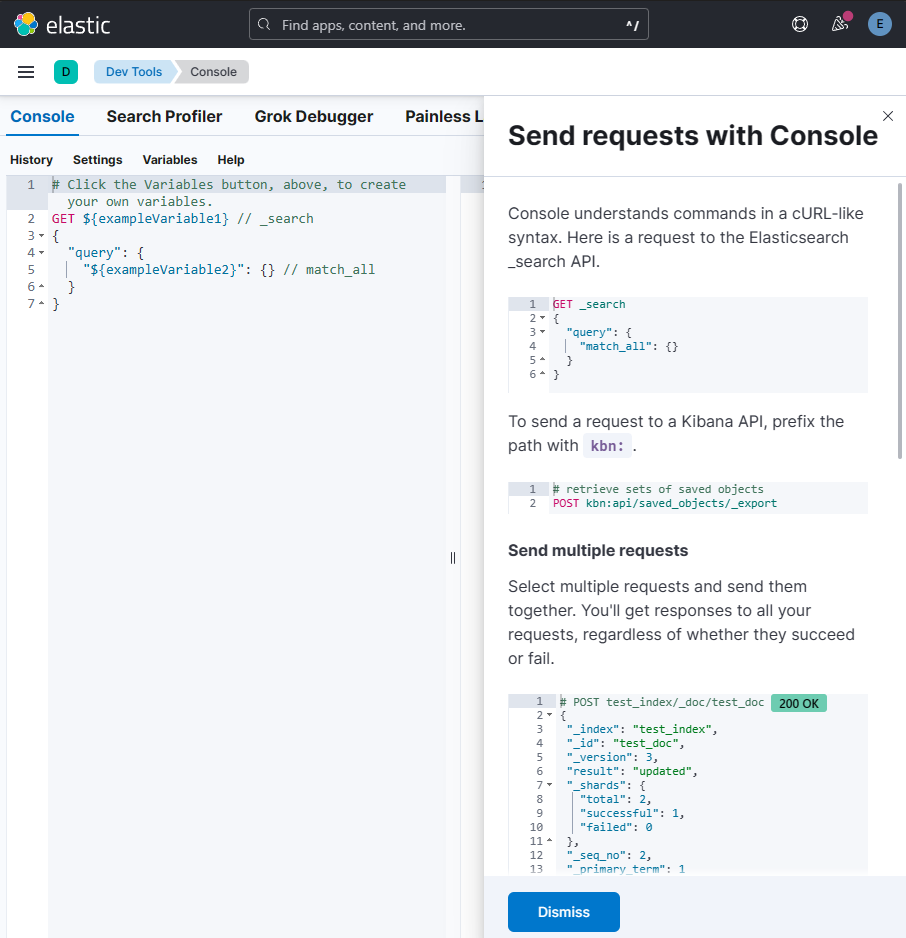 elastic
Find apps, content, and more.
^/
E
D
Dev Tools
Console
Console
Search Profiler
Grok Debugger
Painless L
History
Settings
Variables
Help
1 # Click the Variables button, above, to create
your own variables.
2 GET ${exampleVariable1} // _search
3 {
4 "query": {
5 "${exampleVariable2}": {} // match_all
6 }
7 }
1
Send requests with Console
Console understands commands in a cURL-like
syntax. Here is a request to the Elasticsearch
_search API.
1 GET _search
2 {
3 "query": {
4 "match_all": {}
5 }
6 }
To send a request to a Kibana API, prefix the
path with kbn: .
1 # retrieve sets of saved objects
2 POST kbn:api/saved_objects/_export
Send multiple requests
Select multiple requests and send them
together. You'll get responses to all your
requests, regardless of whether they succeed
or fail.
1 # POST test_index/_doc/test_doc 200 OK
2 {
3 "_index": "test_index",
4 "_id": "test_doc",
5 "_version": 3,
6 "result": "updated",
7 "_shards": {
8 "total": 2,
9 "successful": 1,
10 "failed": 0
11 },
12 "_seq_no": 2,
13 "_primary_term": 1
Dismiss